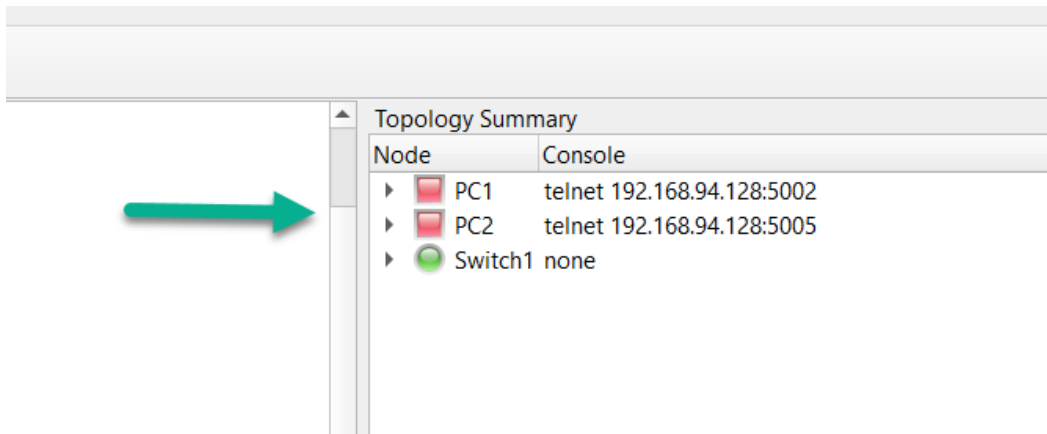 Topology Summary
Node Console
PC1 telnet 192.168.94.128:5002
PC2 telnet 192.168.94.128:5005
Switch1 none